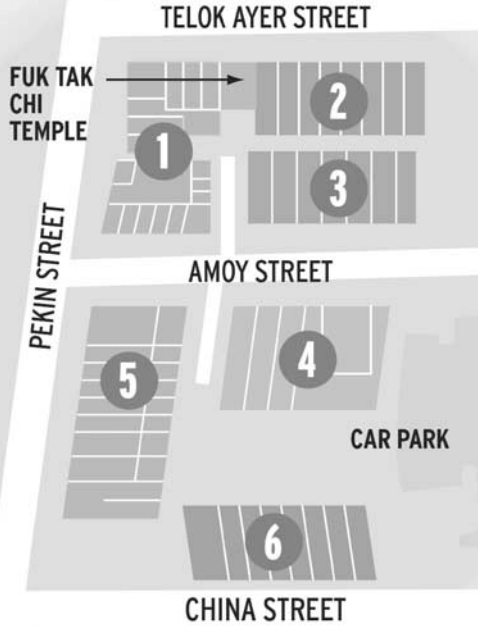 TELOK AYER STREET
FUK TAK
CHI
TEMPLE
2
1
3
PEKIN STREET
AMOY STREET
4
5
CAR PARK
6
CHINA STREET